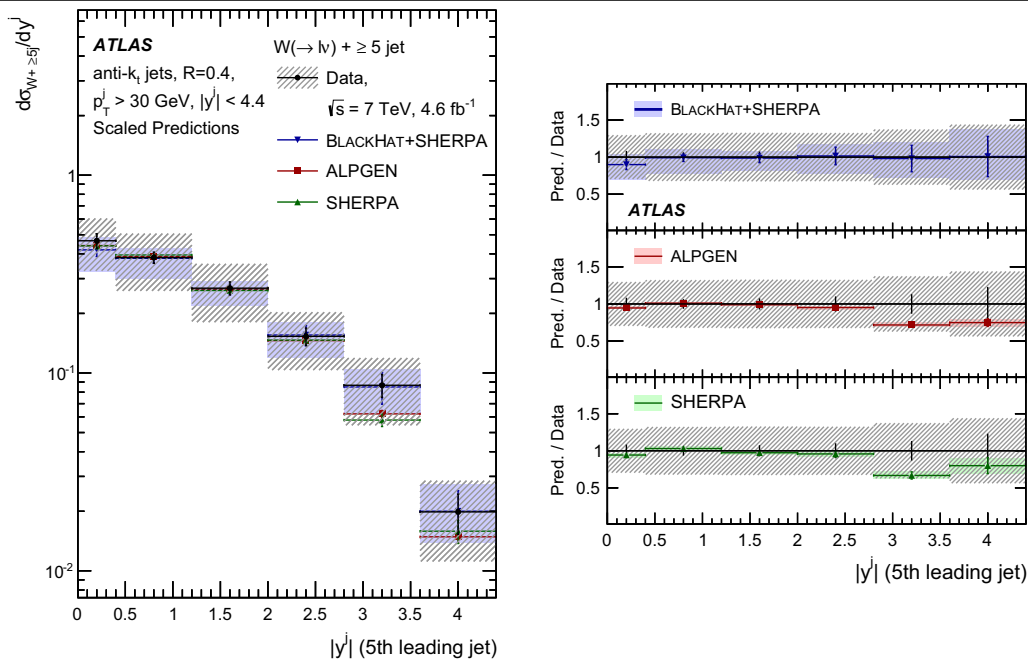 dσ_{W+ ≥5j}/dy^j
ATLAS
anti-k_t jets, R=0.4,
p_T^j > 30 GeV, |y^j| < 4.4
Scaled Predictions
W(→ lν) + ≥ 5 jet
Data,
√s = 7 TeV, 4.6 fb^{-1}
BLACKHAT+SHERPA
ALPGEN
SHERPA
1
10^{-1}
10^{-2}
0 0.5 1 1.5 2 2.5 3 3.5 4
|y^j| (5th leading jet)
Pred. / Data
1.5
1
0.5
BLACKHAT+SHERPA
ATLAS
Pred. / Data
1.5
1
0.5
ALPGEN
Pred. / Data
1.5
1
0.5
SHERPA
0 0.5 1 1.5 2 2.5 3 3.5 4
|y^j| (5th leading jet)